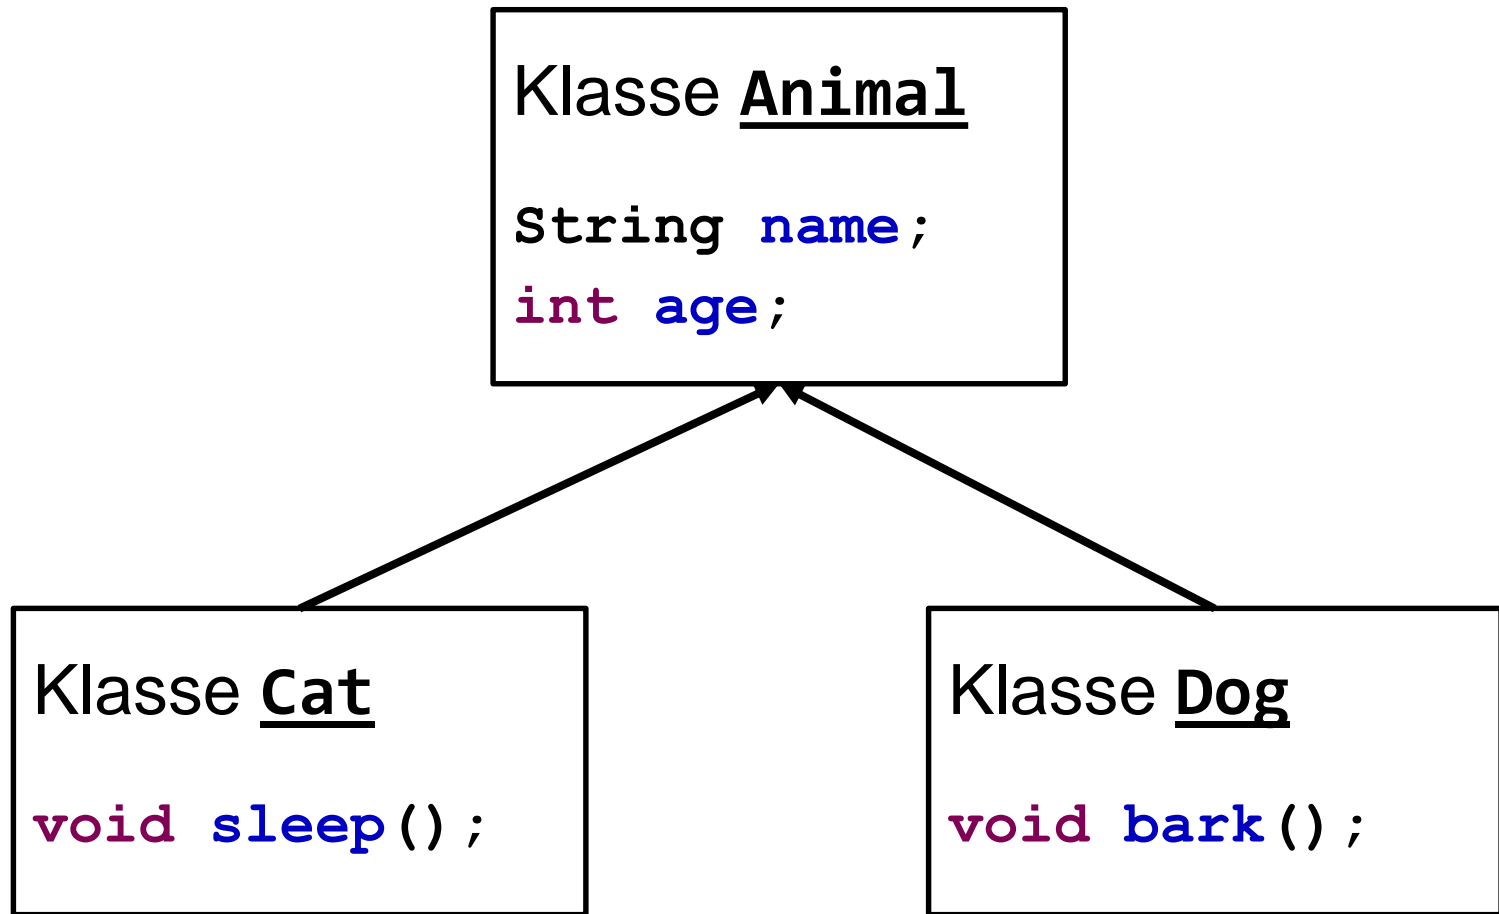 Klasse Animal
String name;
int age;
Klasse Cat
void sleep();
Klasse Dog
void bark();